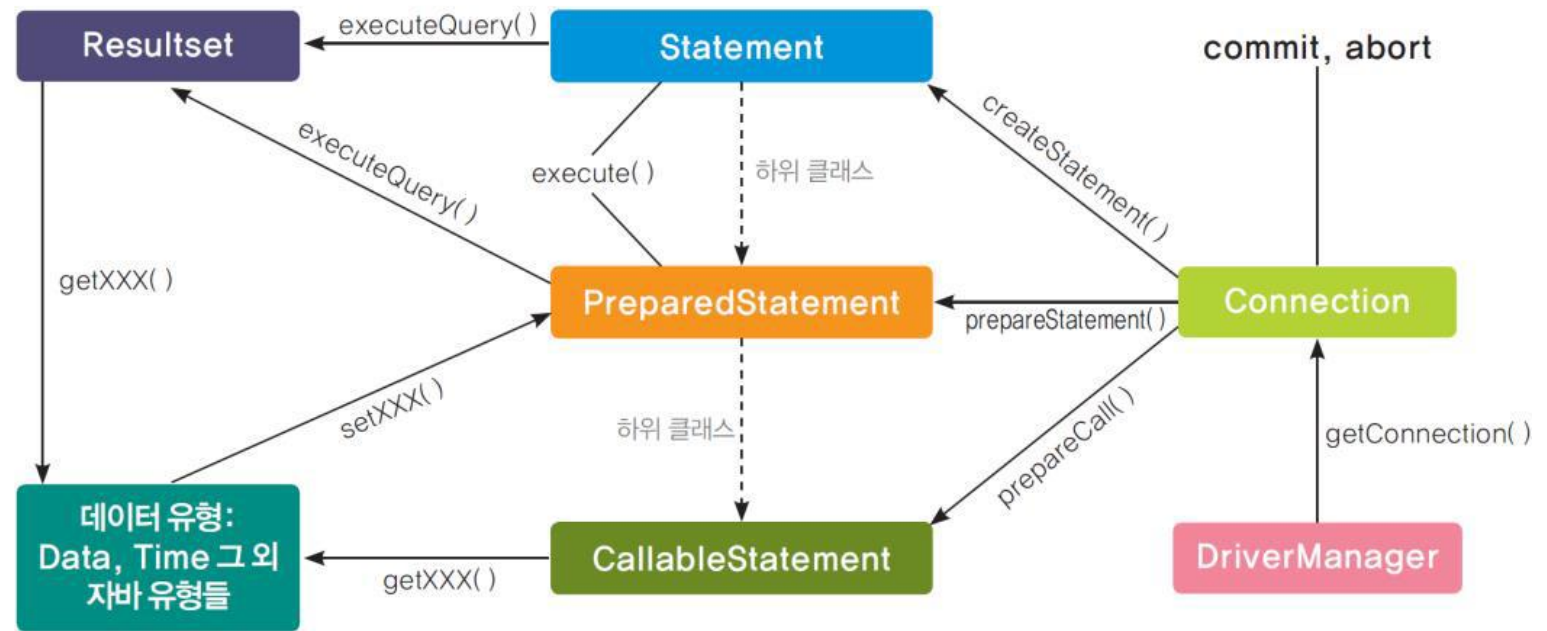 Resultset
executeQuery( )
Statement
commit, abort
createStatement( )
executeQuery( )
execute( )
하위 클래스
getXXX( )
PreparedStatement
prepareStatement( )
Connection
setXXX( )
하위 클래스
prepareCall( )
getConnection( )
데이터 유형:
Data, Time 그 외
자바 유형들
getXXX( )
CallableStatement
DriverManager